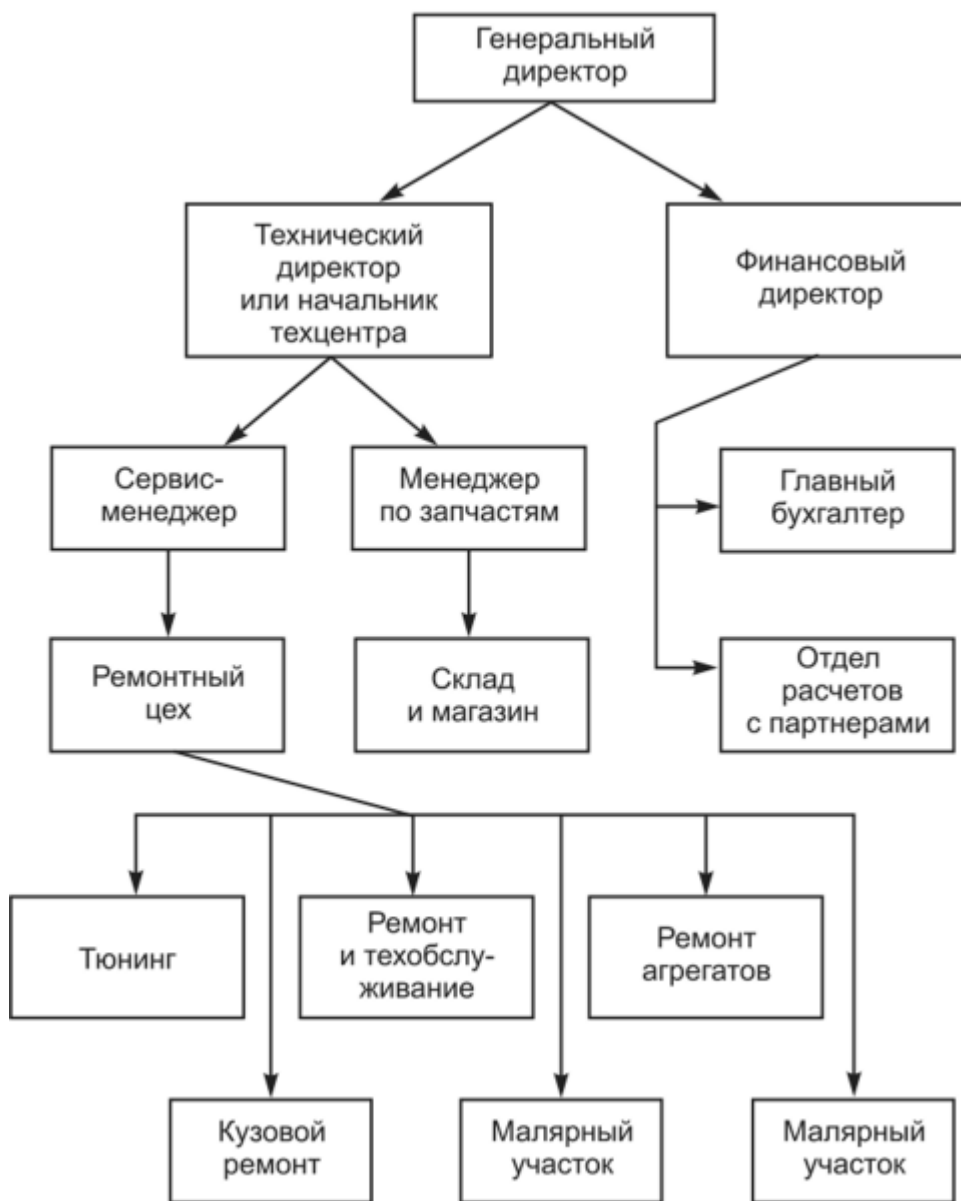 Генеральный
директор
Технический
директор
или начальник
техцентра
Финансовый
директор
Сервис-
менеджер
Менеджер
по запчастям
Главный
бухгалтер
Ремонтный
цех
Склад
и магазин
Отдел
расчетов
с партнерами
Тюнинг
Ремонт
и техобслу-
живание
Ремонт
агрегатов
Кузовой
ремонт
Малярный
участок
Малярный
участок